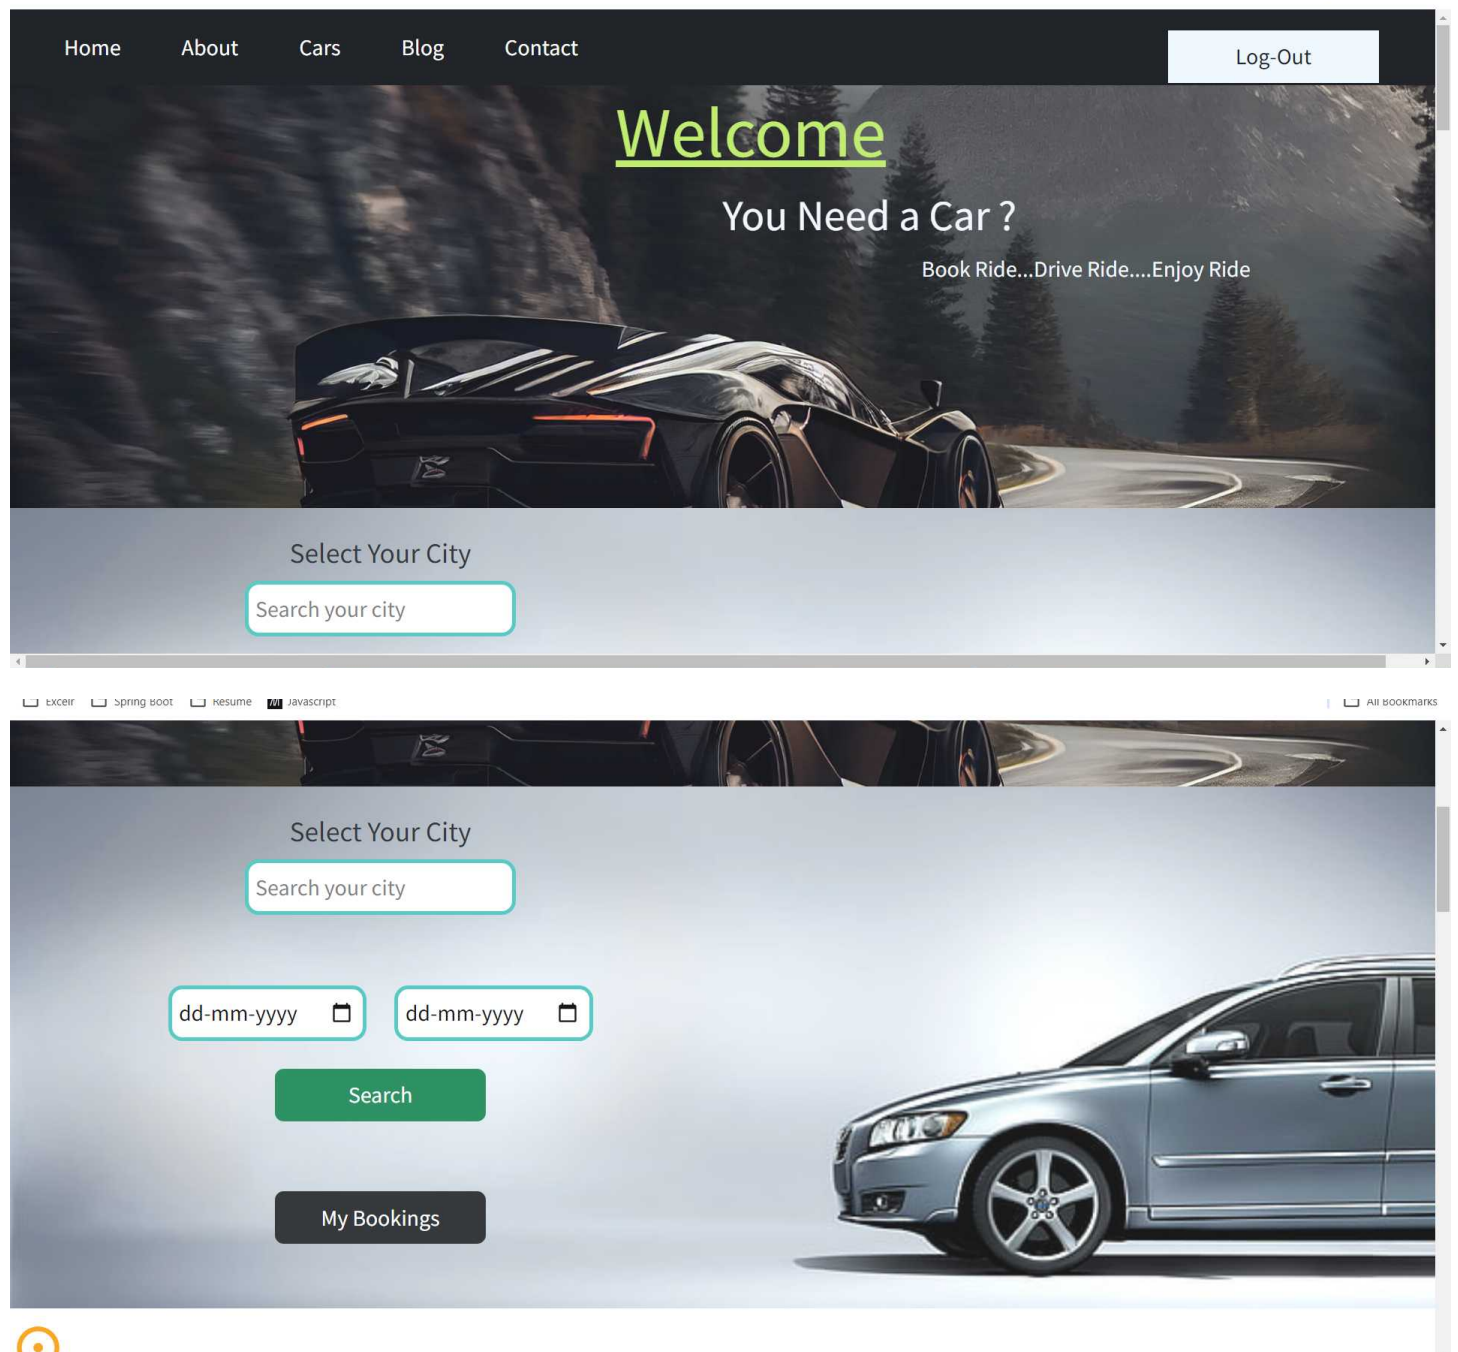 Home About Cars Blog Contact Log-Out
Welcome
You Need a Car ?
Book Ride...Drive Ride....Enjoy Ride
Select Your City
Search your city
Excelr Spring Boot Resume Javascript All Bookmarks
Select Your City
Search your city
dd-mm-yyyy dd-mm-yyyy
Search
My Bookings